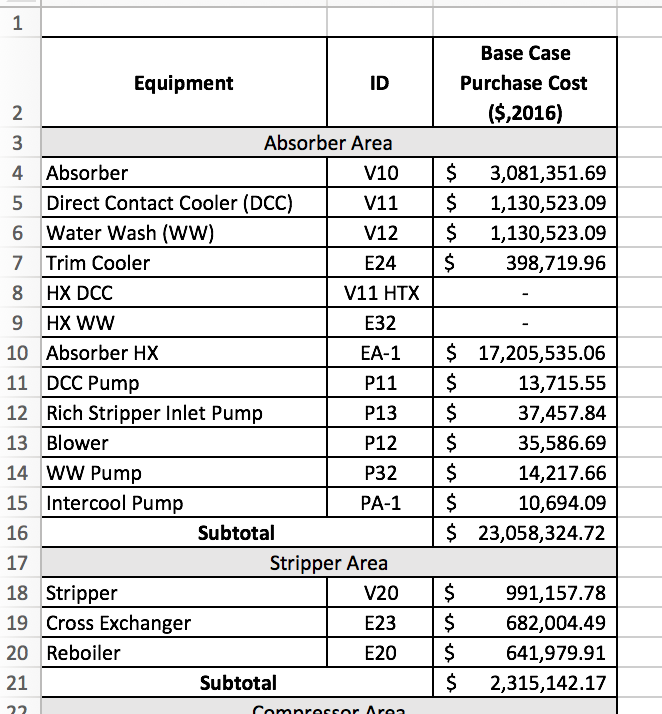 1
Equipment ID Base Case
Purchase Cost
2 ($,2016)
3 Absorber Area
4 Absorber V10 $ 3,081,351.69
5 Direct Contact Cooler (DCC) V11 $ 1,130,523.09
6 Water Wash (WW) V12 $ 1,130,523.09
7 Trim Cooler E24 $ 398,719.96
8 HX DCC V11 HTX -
9 HX WW E32 -
10 Absorber HX EA-1 $ 17,205,535.06
11 DCC Pump P11 $ 13,715.55
12 Rich Stripper Inlet Pump P13 $ 37,457.84
13 Blower P12 $ 35,586.69
14 WW Pump P32 $ 14,217.66
15 Intercool Pump PA-1 $ 10,694.09
16 Subtotal $ 23,058,324.72
17 Stripper Area
18 Stripper V20 $ 991,157.78
19 Cross Exchanger E23 $ 682,004.49
20 Reboiler E20 $ 641,979.91
21 Subtotal $ 2,315,142.17
22 Compressor Area